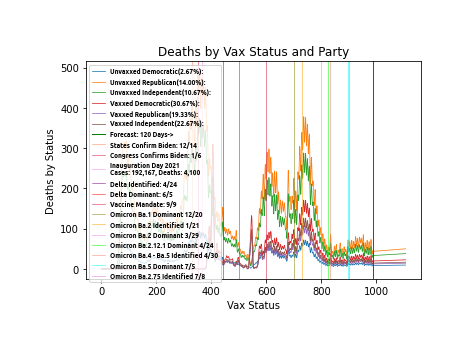 Deaths by Vax Status and Party
Deaths by Status
500
400
300
200
100
0
Unvaxxed Democratic(2.67%):
Unvaxxed Republican(14.00%):
Unvaxxed Independent(10.67%):
Vaxxed Democratic(30.67%):
Vaxxed Republican(19.33%):
Vaxxed Independent(22.67%):
Forecast: 120 Days->
States Confirm Biden: 12/14
Congress Confirms Biden: 1/6
Inauguration Day 2021
Cases: 192,167, Deaths: 4,100
Delta Identified: 4/24
Delta Dominant: 6/5
Vaccine Mandate: 9/9
Omicron Ba.1 Dominant 12/20
Omicron Ba.2 Identified 1/21
Omicron Ba.2 Dominant 3/29
Omicron Ba.2.12.1 Dominant 4/24
Omicron Ba.4 - Ba.5 Identified 4/30
Omicron Ba.5 Dominant 7/5
Omicron Ba.2.75 Identified 7/8
0 200 400 600 800 1000
Vax Status